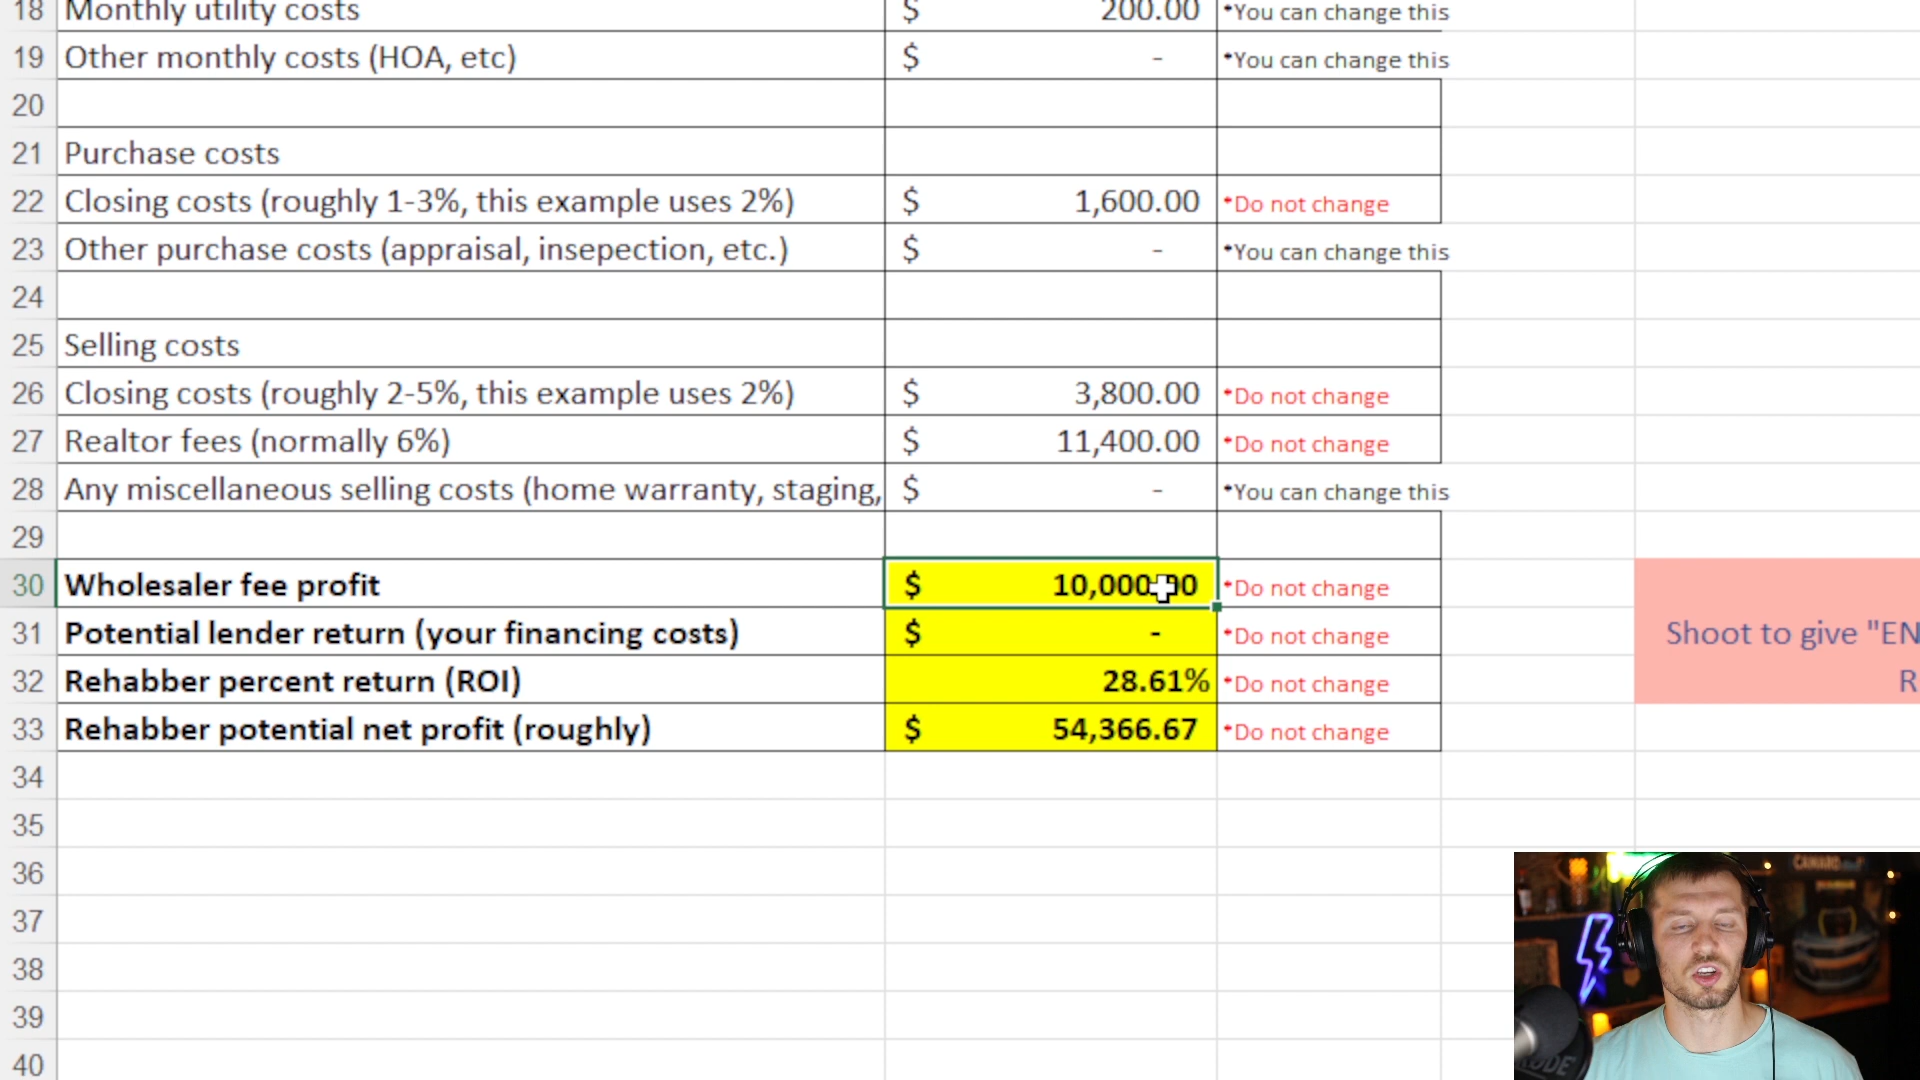 18 Monthly utility costs $ 200.00 *You can change this
19 Other monthly costs (HOA, etc) $ - *You can change this
20
21 Purchase costs
22 Closing costs (roughly 1-3%, this example uses 2%) $ 1,600.00 *Do not change
23 Other purchase costs (appraisal, insepection, etc.) $ - *You can change this
24
25 Selling costs
26 Closing costs (roughly 2-5%, this example uses 2%) $ 3,800.00 *Do not change
27 Realtor fees (normally 6%) $ 11,400.00 *Do not change
28 Any miscellaneous selling costs (home warranty, staging, $ - *You can change this
29
30 Wholesaler fee profit $ 10,000.00 *Do not change
31 Potential lender return (your financing costs) $ - *Do not change Shoot to give "EN
32 Rehabber percent return (ROI) 28.61% *Do not change R
33 Rehabber potential net profit (roughly) $ 54,366.67 *Do not change
34
35
36
37
38
39
40